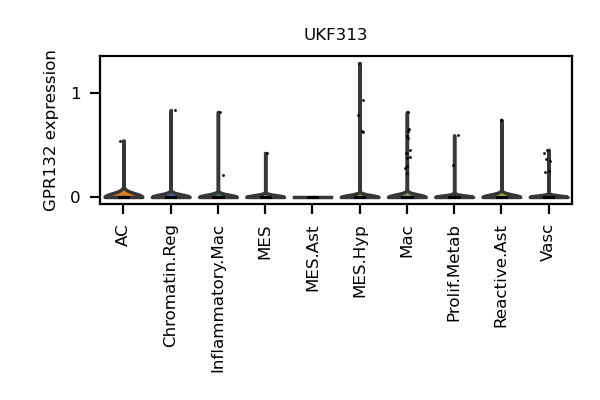 UKF313
GPR132 expression
1
0
AC
Chromatin.Reg
Inflammatory.Mac
MES
MES.Ast
MES.Hyp
Mac
Prolif.Metab
Reactive.Ast
Vasc